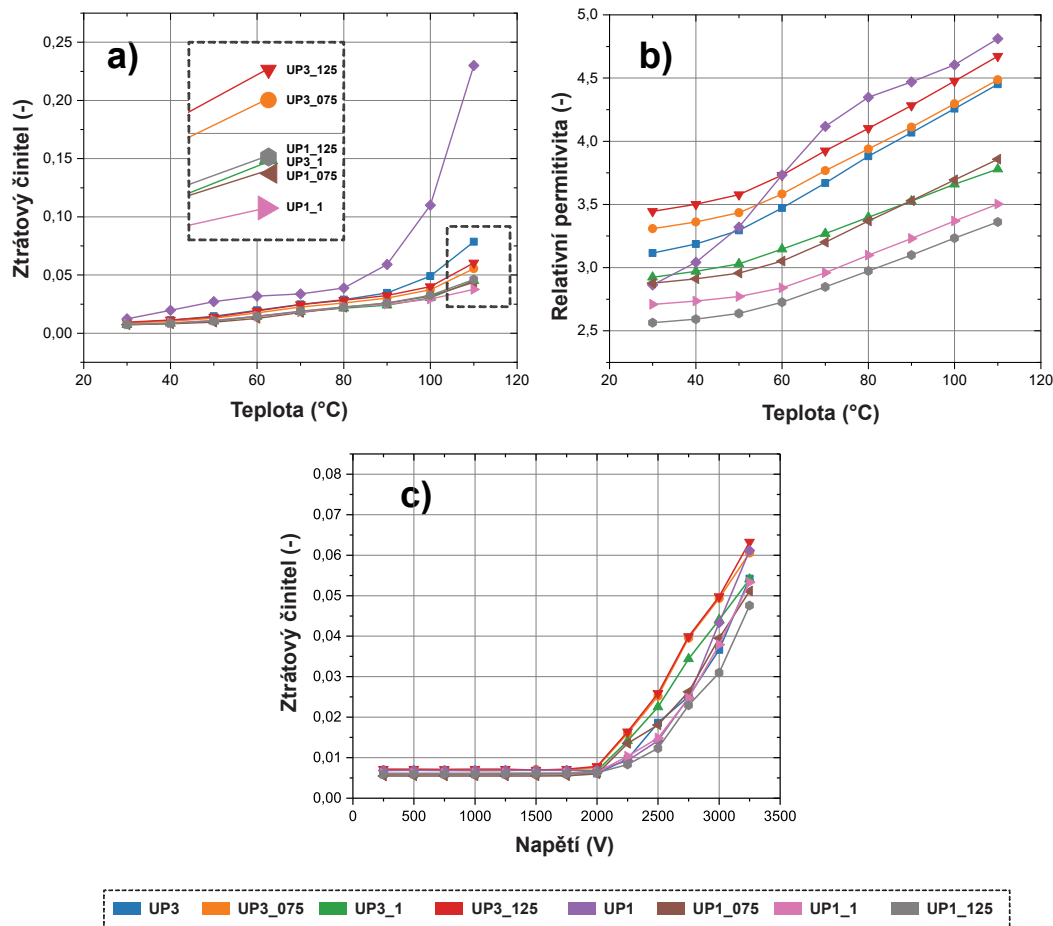 a)
0,25
0,20
0,15
0,10
0,05
0,00
Ztrátový činitel (-)
UP3_125
UP3_075
UP1_125
UP3_1
UP1_075
UP1_1
20 40 60 80 100 120
Teplota (°C)
b)
5,0
4,5
4,0
3,5
3,0
2,5
Relativní permitivita (-)
20 40 60 80 100 120
Teplota (°C)
c)
0,08
0,07
0,06
0,05
0,04
0,03
0,02
0,01
0,00
Ztrátový činitel (-)
0 500 1000 1500 2000 2500 3000 3500
Napětí (V)
UP3 UP3_075 UP3_1 UP3_125 UP1 UP1_075 UP1_1 UP1_125